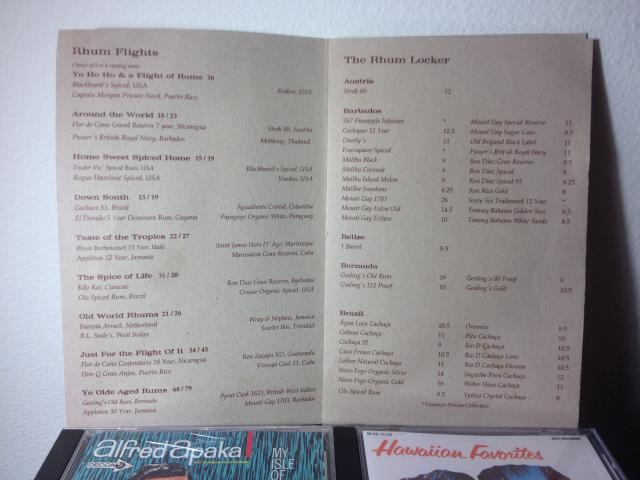 Rhum Flights
Choice of 3 or 6 sipping rums
Yo Ho Ho & a Flight of Rums 16
Blackbeard's Spiced, USA
Kraken, USA
Captain Morgan Private Stock, Puerto Rico
Around the World 18 / 23
Flor de Cana Grand Reserve 7 year, Nicaragua
Stroh 80, Austria
Pusser's British Royal Navy, Barbados
Mekhong, Thailand
Home Sweet Spiced Home 15 / 19
Trader Vic' Spiced Rum, USA
Blackbeard's Spiced, USA
Rogue Hazelnut Spiced, USA
Voodoo, USA
Down South 15 / 19
Cachaca 51, Brazil
Aguardiente Cristal, Columbia
El Dorado 5 Year Demerara Rum, Guyana
Papagayo Organic White, Paraguay
Taste of the Tropics 22 / 27
Rhum Barbancourt 15 Year, Haiti
Saint James Hors D' Age, Martinique
Appleton 12 Year, Jamaica
Matusalem Gran Reserva, Cuba
The Spice of Life 16 / 20
Kilo Kai, Curacao
Ron Diaz Gran Reserve, Barbados
Olo Spiced Rum, Brazil
Crusoe Organic Spiced, USA
Old World Rhums 21 / 26
Batavia Arrack, Netherland
Wray & Nephew, Jamaica
R.L. Seale's, West Indies
Scarlet Ibis, Trinidad
Just For the Flight Of It 34 / 43
Flor de Caña Centenario 18 Year, Nicaragua
Ron Zacapa XO, Guatemala
Don Q Gran Anjeo, Puerto Rico
Vizcaya Cask 21, Cuba
Ye Olde Aged Rums 68 / 79
Gosling's Old Rum, Bermuda
Pyrat Cask 1623, British West Indies
Appleton 30 Year, Jamaica
Mount Gay 1703, Barbados
The Rhum Locker
Austria
Stroh 80 12
Barbados
267 Pineapple Infusion *
Cockspur 12 Year 12.5
Doorly's 13
Foursquare Spiced *
Malibu Black 9
Malibu Coconut 9
Malibu Island Melon 9
Malibu Sunshine 8.25
Mount Gay 1703 26
Mount Gay Extra Old 14.5
Mount Gay Eclipse 10
Mount Gay Special Reserve 11
Mount Gay Sugar Cane 8.5
Old Brigand Black Label 11
Pusser's British Royal Navy 11
Ron Diaz Gran Reserve 9.5
Ron Diaz Spiced 9
Ron Diaz Spiced 93 9.25
Ron Rico Gold 8
Sixty Six Trademark 12 Year *
Tommy Bahama Golden Sun 8.5
Tommy Bahama White Sands 8.5
Belize
1 Barrel 8.5
Bermuda
Gosling's Old Rum
Gosling's 151 Proof 10
Gosling's 80 Proof 9
Gosling's Gold 10.5
Brazil
Agua Luca Cachaça 10.5
Cabana Cachaça 11
Cachaça 51 9
Cuca Fresca Cachaça 10.5
Leblon Natural Cachaça 11
Novo Fogo Organic Silver 14
Novo Fogo Organic Gold 16
Olo Spiced Rum 9.5
Oronoco 9.5
Pitu Cachaça 10
Rio D Cachaça 10.5
Rio D Cachaca Lime 10.5
Rio D Cachaça Passion 10.5
Sagatiba Pura Cachaça 12
Weber Haus Cachaça 11
Ypioca Crystal Cachaça 8
* Tommy's Private Collection
alfred apaka
DECCA
MY
ISLE
OF
Hawaiian Favorites